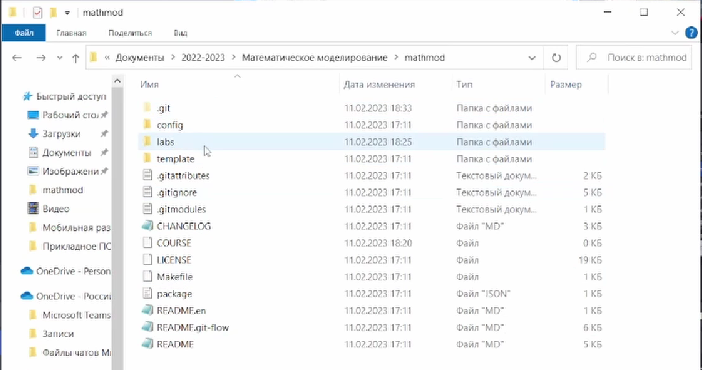 mathmod
Файл Главная Поделиться Вид
« Документы > 2022-2023 > Математическое моделирование > mathmod Поиск в: mathmod
Имя Дата изменения Тип Размер
Быстрый доступ
Рабочий стол
Загрузки
Документы
Изображени
mathmod
Видео
Мобильная раз
Прикладное ПО
OneDrive - Person
OneDrive - Росси
Microsoft Teams
Записи
Файлы чатов Mi
.git 11.02.2023 18:33 Папка с файлами
config 11.02.2023 17:11 Папка с файлами
labs 11.02.2023 18:25 Папка с файлами
template 11.02.2023 17:11 Папка с файлами
.gitattributes 11.02.2023 17:11 Текстовый докум... 2 КБ
.gitignore 11.02.2023 17:11 Текстовый докум... 5 КБ
.gitmodules 11.02.2023 17:11 Текстовый докум... 1 КБ
CHANGELOG 11.02.2023 17:11 Файл "MD" 3 КБ
COURSE 11.02.2023 18:20 Файл 0 КБ
LICENSE 11.02.2023 17:11 Файл 19 КБ
Makefile 11.02.2023 17:11 Файл 1 КБ
package 11.02.2023 17:11 Файл "JSON" 1 КБ
README.en 11.02.2023 17:11 Файл "MD" 1 КБ
README.git-flow 11.02.2023 17:11 Файл "MD" 6 КБ
README 11.02.2023 17:11 Файл "MD" 1 КБ